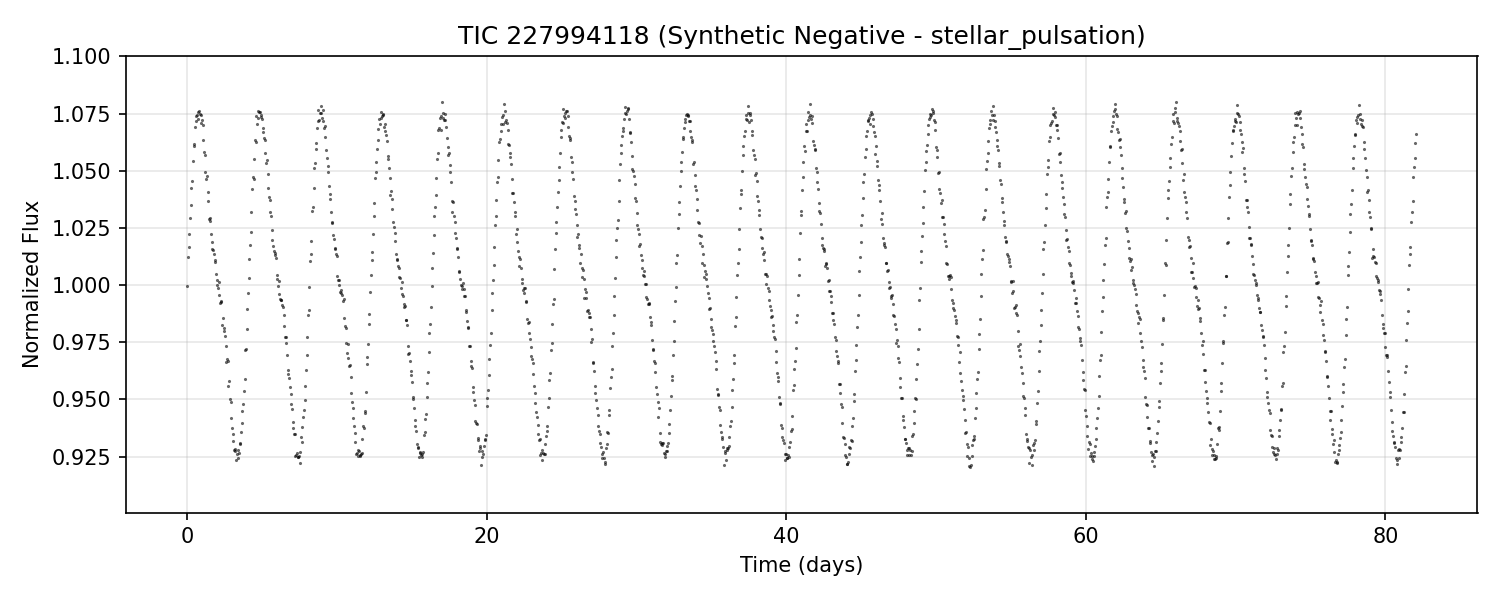 TIC 227994118 (Synthetic Negative - stellar_pulsation)
1.100
1.075
1.050
1.025
1.000
0.975
0.950
0.925
Normalized Flux
0 20 40 60 80
Time (days)